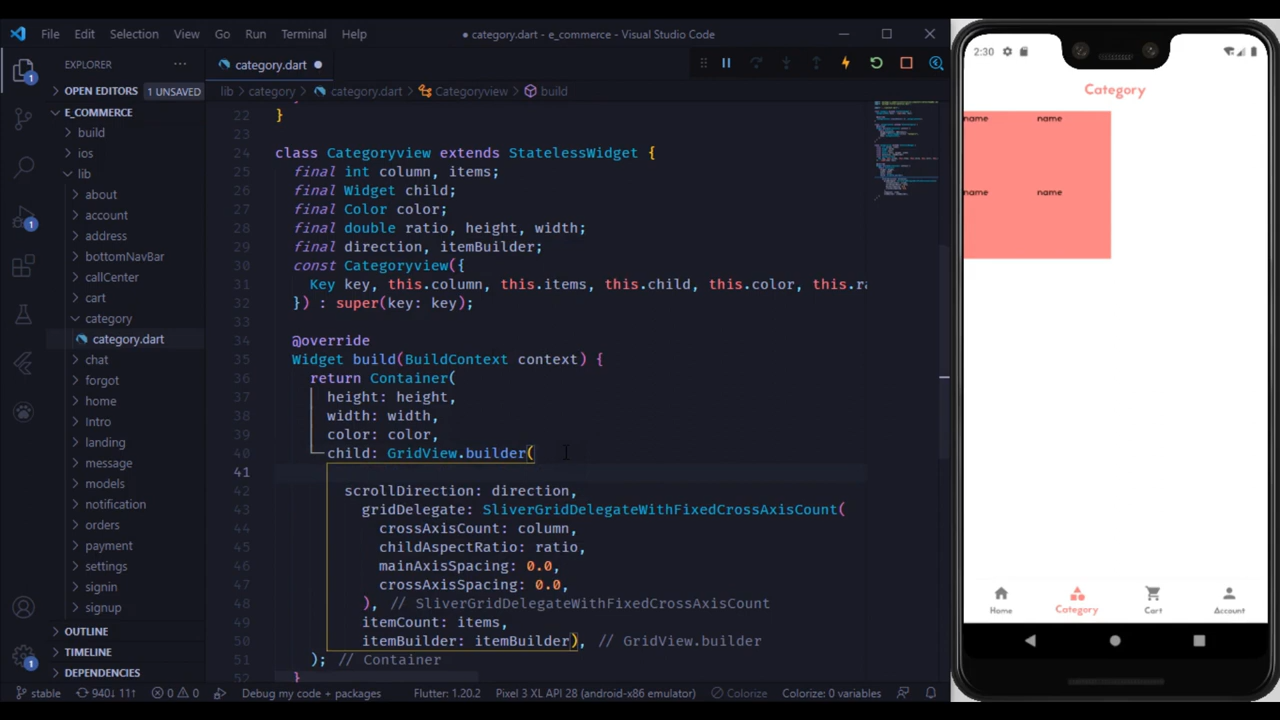 File Edit Selection View Go Run Terminal Help
● category.dart - e_commerce - Visual Studio Code
EXPLORER
OPEN EDITORS 1 UNSAVED
E_COMMERCE
build
ios
lib
about
account
address
bottomNavBar
callCenter
cart
category
category.dart
chat
forgot
home
Intro
landing
message
models
notification
orders
payment
settings
signin
signup
OUTLINE
TIMELINE
DEPENDENCIES
1
1
1
category.dart ●
lib > category > category.dart > Categoryview > build
22 }
23
24 class Categoryview extends StatelessWidget {
25 final int column, items;
26 final Widget child;
27 final Color color;
28 final double ratio, height, width;
29 final direction, itemBuilder;
30 const Categoryview({
31 Key key, this.column, this.items, this.child, this.color, this.ra
32 }) : super(key: key);
33
34 @override
35 Widget build(BuildContext context) {
36 return Container(
37 height: height,
38 width: width,
39 color: color,
40 child: GridView.builder(
41
42 scrollDirection: direction,
43 gridDelegate: SliverGridDelegateWithFixedCrossAxisCount(
44 crossAxisCount: column,
45 childAspectRatio: ratio,
46 mainAxisSpacing: 0.0,
47 crossAxisSpacing: 0.0,
48 ), // SliverGridDelegateWithFixedCrossAxisCount
49 itemCount: items,
50 itemBuilder: itemBuilder), // GridView.builder
51 ); // Container
52 }
stable 940↓ 11↑ 0 0 Debug my code + packages Flutter: 1.20.2 Pixel 3 XL API 28 (android-x86 emulator) Colorize Colorize: 0 variables
2:30
Category
name name
name name
Home Category Cart Account